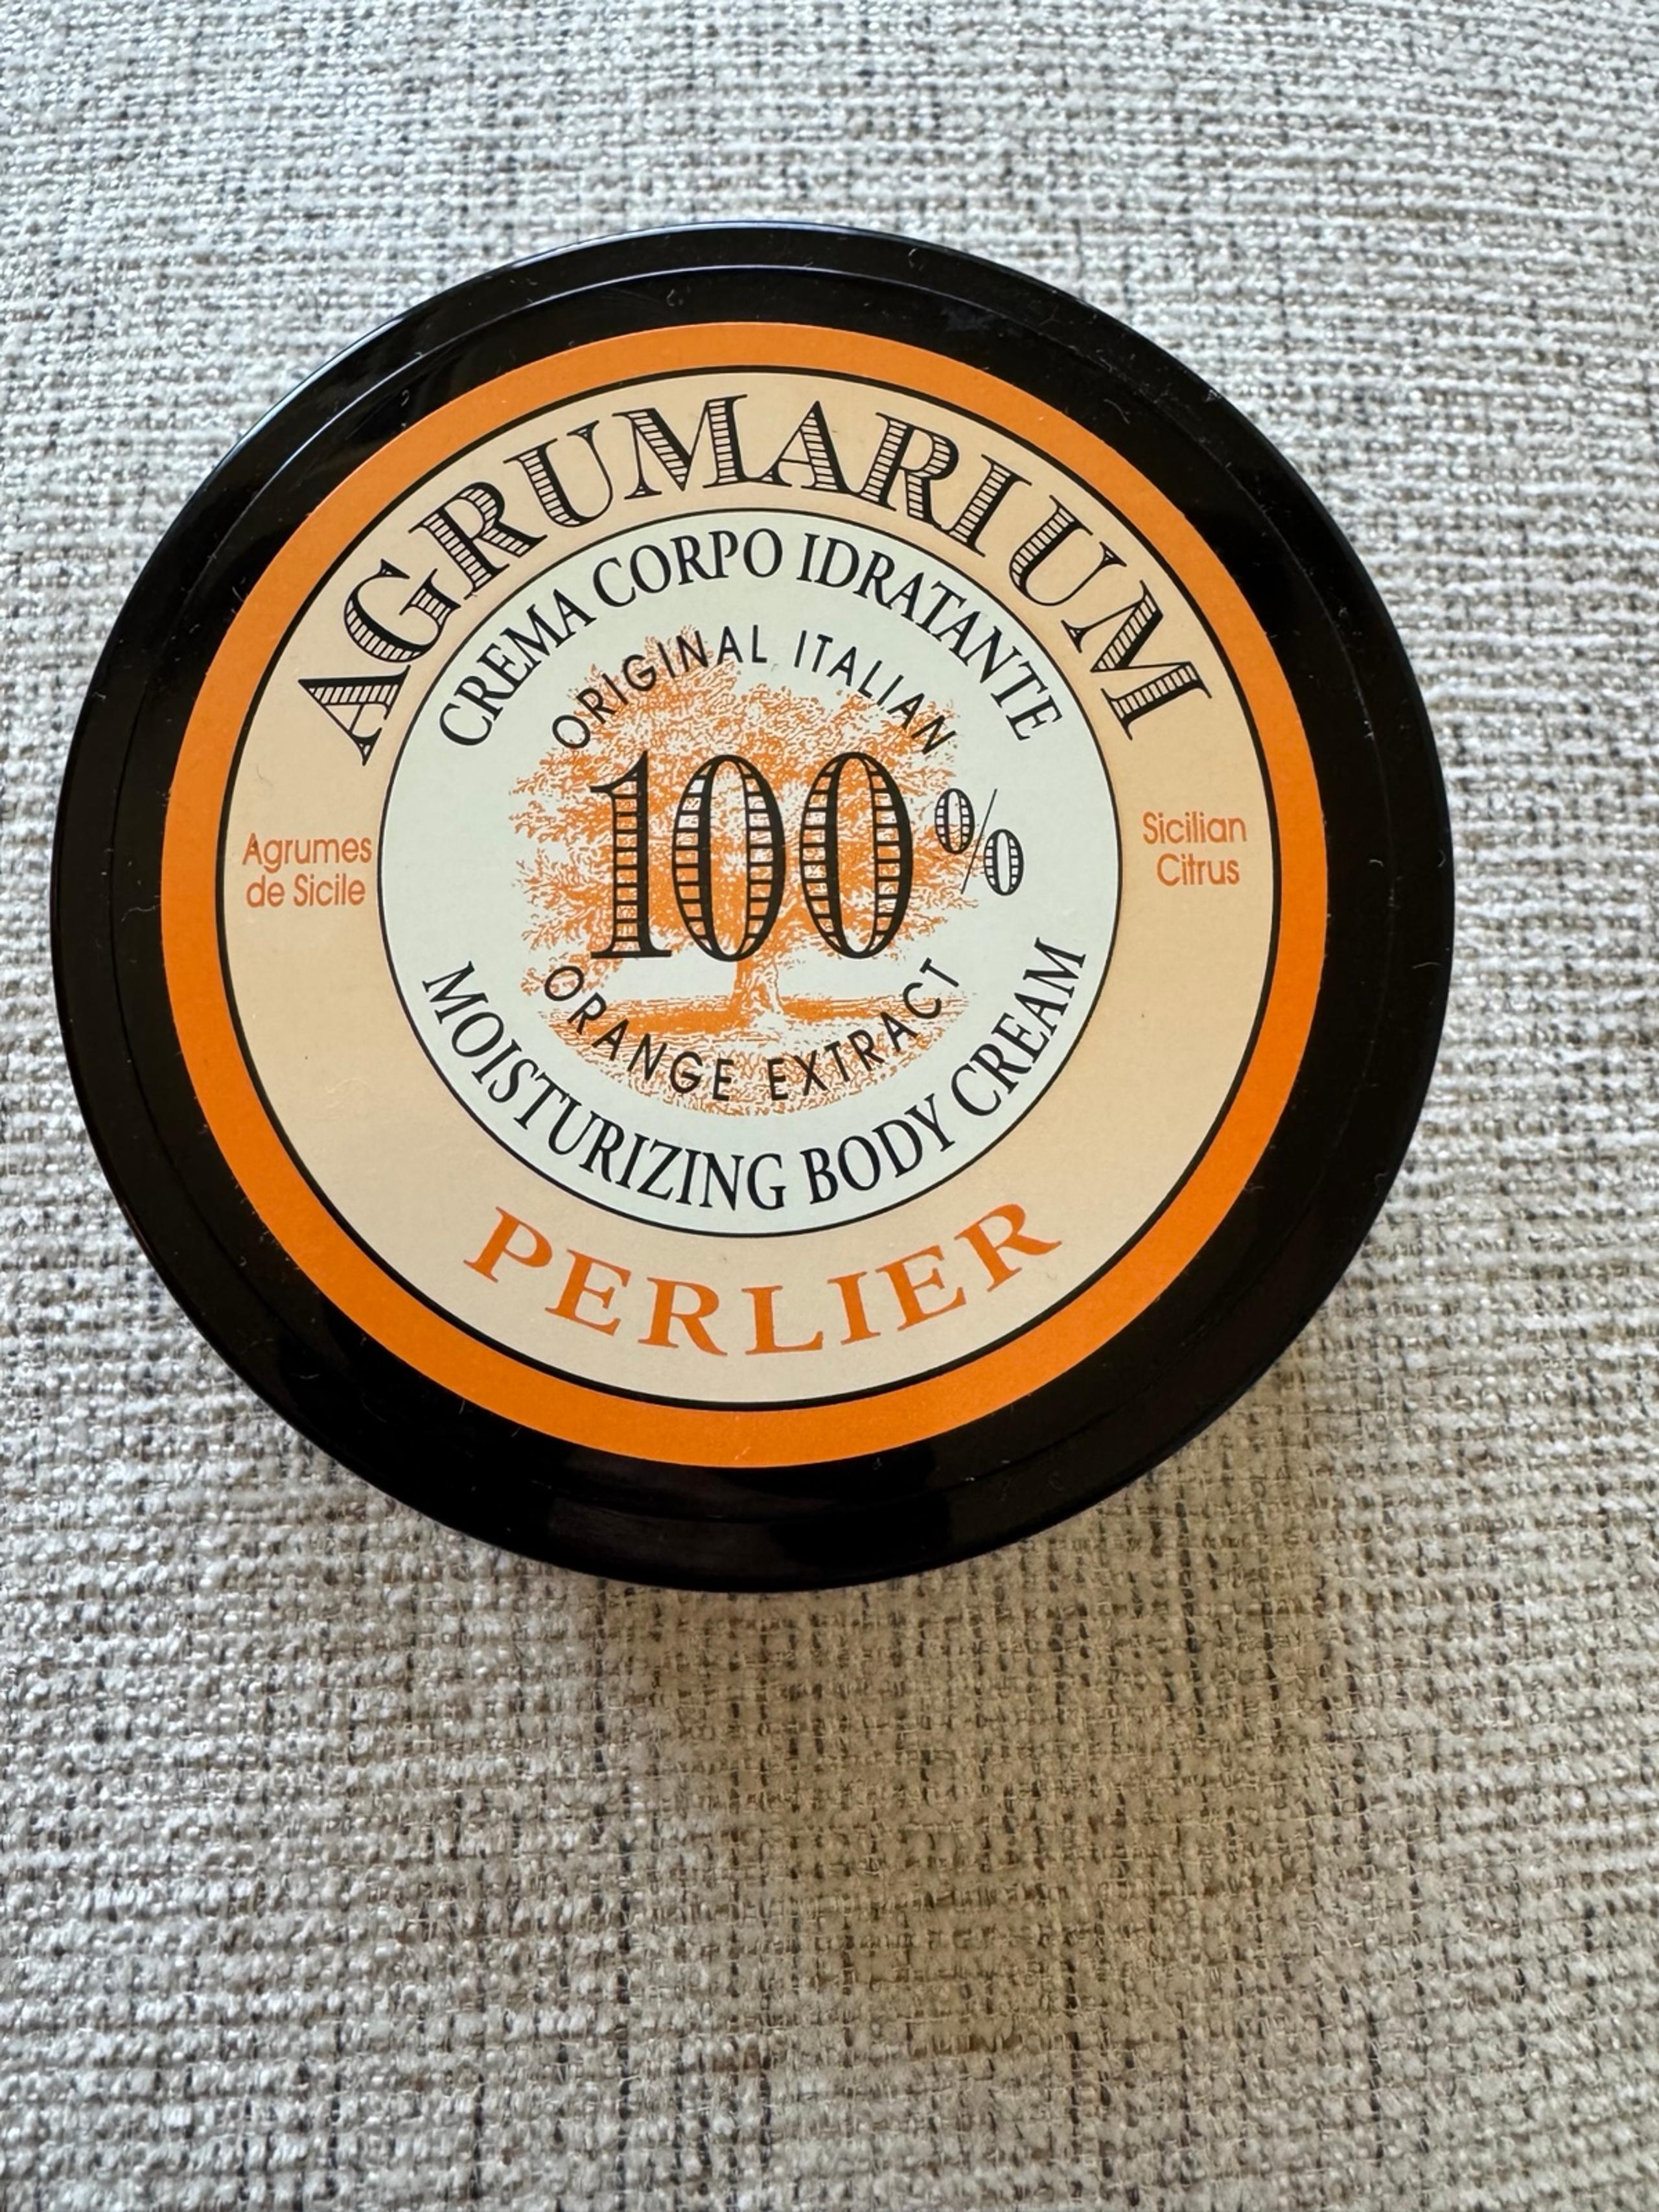 AGRUMARIUM
CREMA CORPO IDRATANTE
ORIGINAL ITALIAN
100%
ORANGE EXTRACT
MOISTURIZING BODY CREAM
Agrumes
de Sicile
Sicilian
Citrus
PERLIER